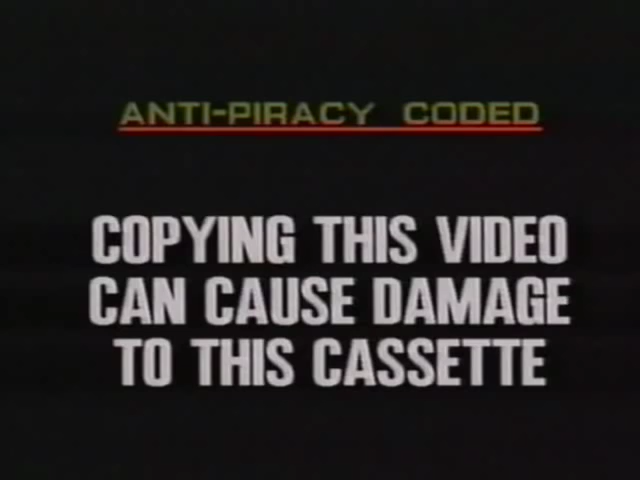 ANTI-PIRACY CODED
COPYING THIS VIDEO
CAN CAUSE DAMAGE
TO THIS CASSETTE